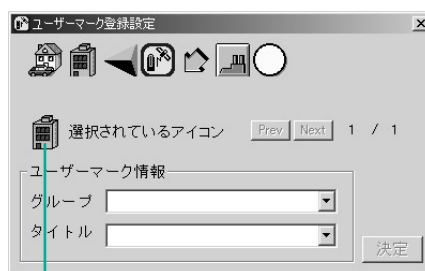 ユーザーマーク登録設定
選択されているアイコン Prev Next 1 / 1
ユーザーマーク情報
グループ
タイトル
決定